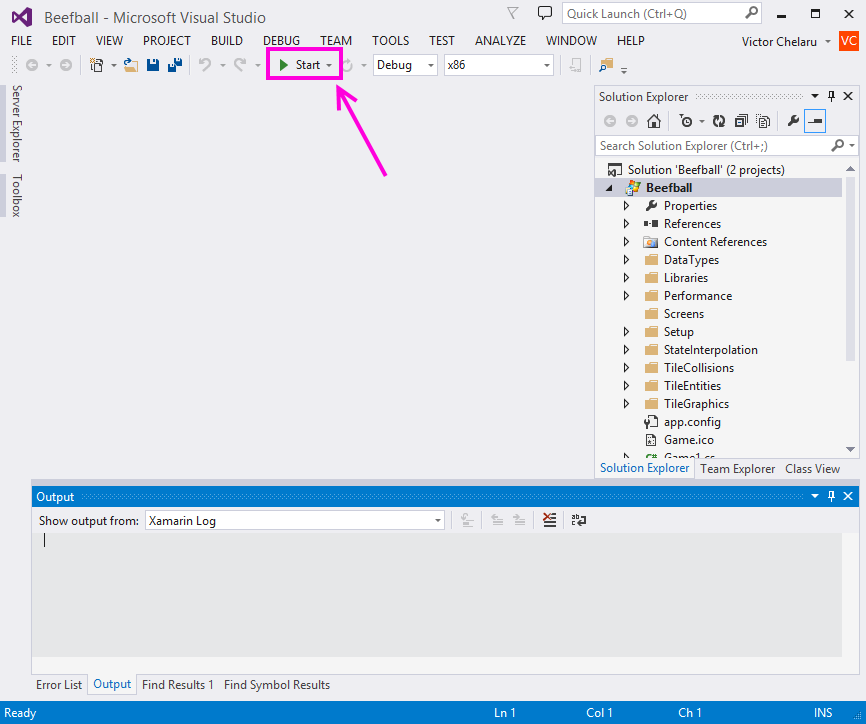 Beefball - Microsoft Visual Studio
Quick Launch (Ctrl+Q)
FILE EDIT VIEW PROJECT BUILD DEBUG TEAM TOOLS TEST ANALYZE WINDOW HELP
Victor Chelaru VC
Start Debug x86
Server Explorer
Toolbox
Solution Explorer
Search Solution Explorer (Ctrl+;)
Solution 'Beefball' (2 projects)
Beefball
Properties
References
Content References
DataTypes
Libraries
Performance
Screens
Setup
StateInterpolation
TileCollisions
TileEntities
TileGraphics
app.config
Game.ico
Game1.cs
Solution Explorer Team Explorer Class View
Output
Show output from: Xamarin Log
Error List Output Find Results 1 Find Symbol Results
Ready Ln 1 Col 1 Ch 1 INS